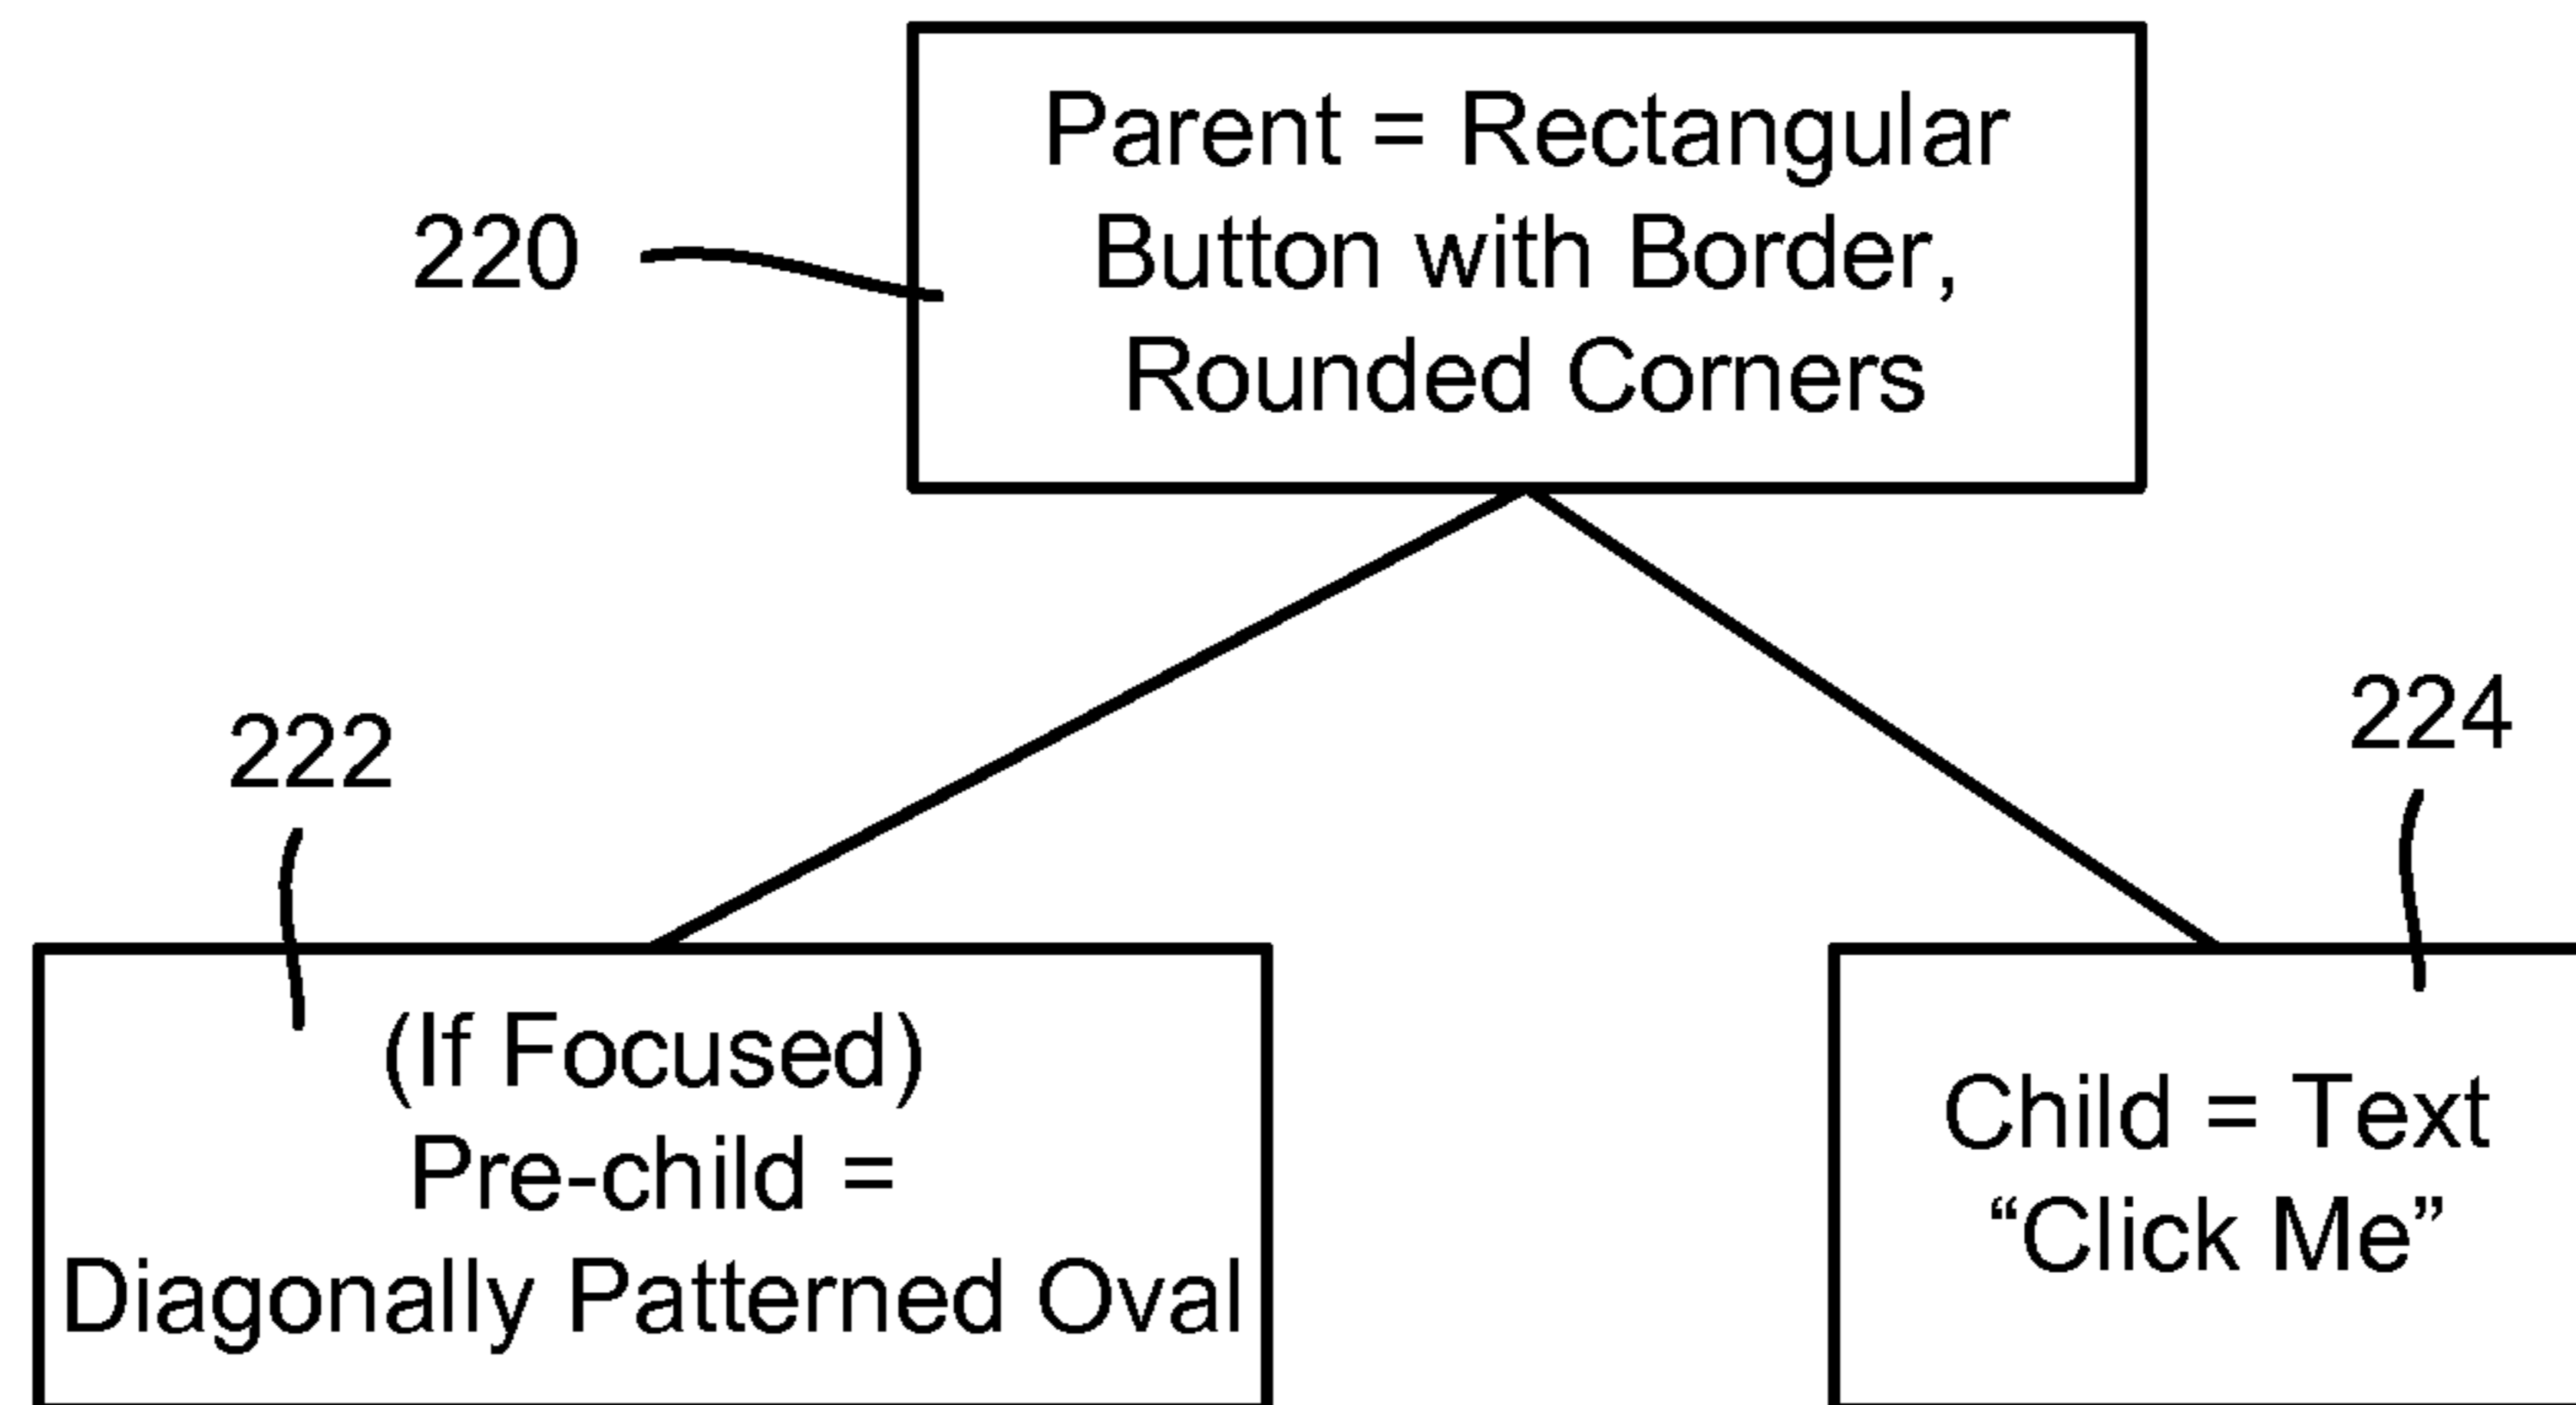 Parent = Rectangular
Button with Border,
Rounded Corners
220
222
(If Focused)
Pre-child =
Diagonally Patterned Oval
224
Child = Text
“Click Me”